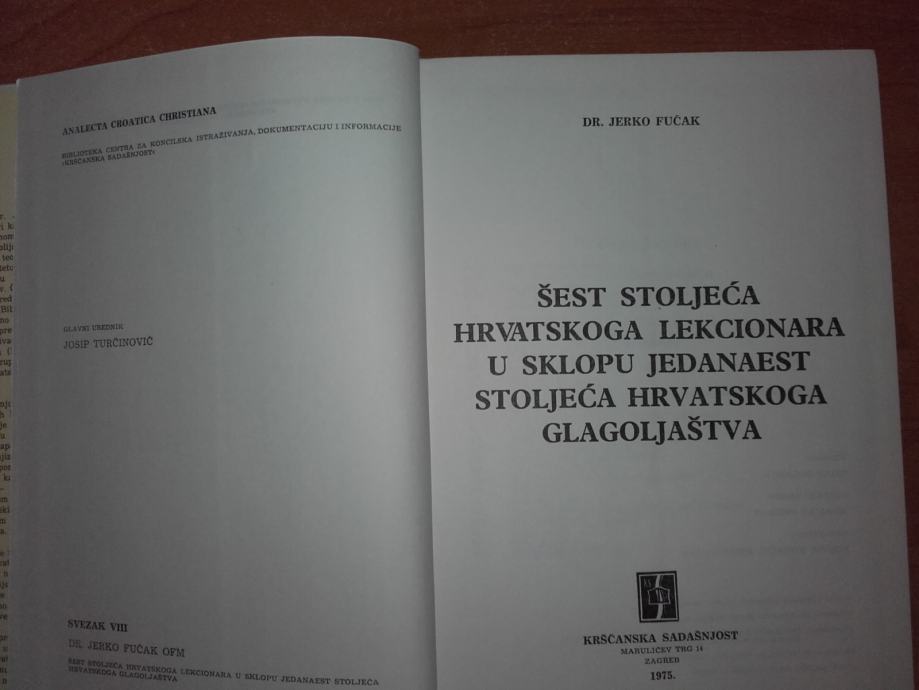 ANALECTA CROATICA CHRISTIANA
BIBLIOTEKA CENTRA ZA KONCILSKA ISTRAŽIVANJA, DOKUMENTACIJU I INFORMACIJE
»KRŠĆANSKA SADAŠNJOST«
GLAVNI UREDNIK
JOSIP TURČINOVIĆ
SVEZAK VIII
DR. JERKO FUĆAK OFM
ŠEST STOLJEĆA HRVATSKOGA LEKCIONARA U SKLOPU JEDANAEST STOLJEĆA
HRVATSKOGA GLAGOLJAŠTVA
DR. JERKO FUĆAK
ŠEST STOLJEĆA
HRVATSKOGA LEKCIONARA
U SKLOPU JEDANAEST
STOLJEĆA HRVATSKOGA
GLAGOLJAŠTVA
KRŠĆANSKA SADAŠNJOST
MARULIĆEV TRG 14
ZAGREB
1975.